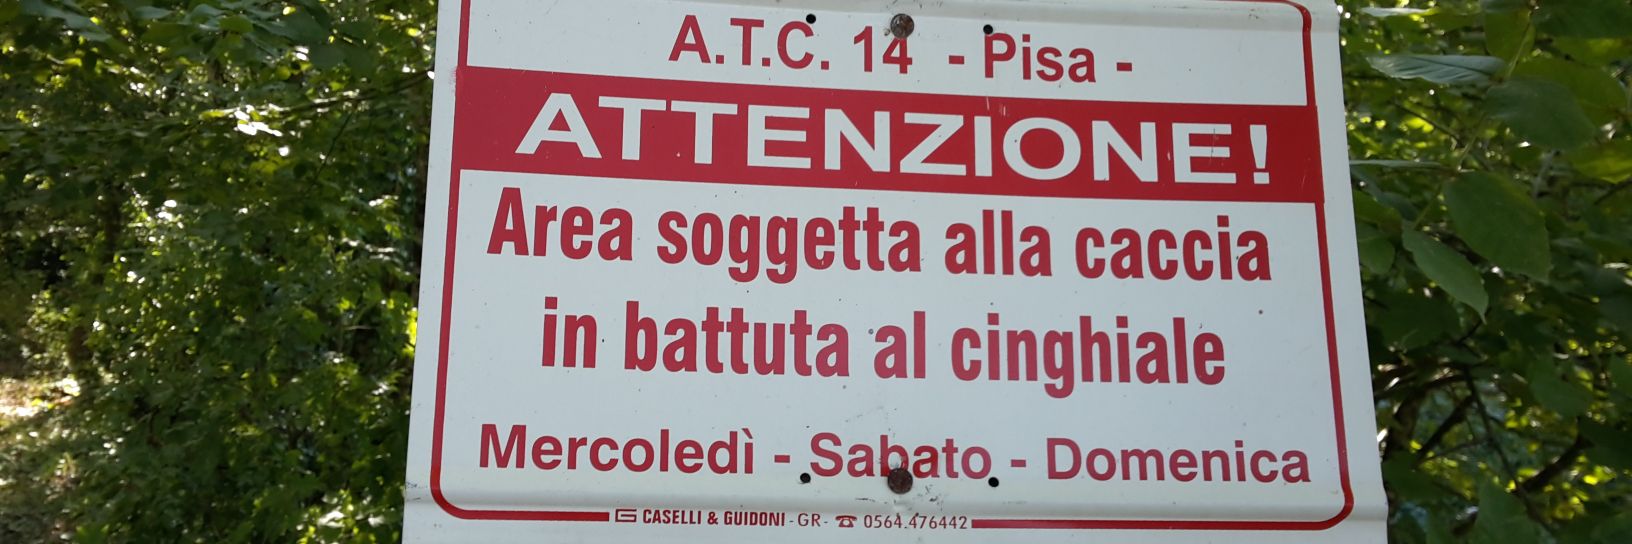 A.T.C. 14 - Pisa -
ATTENZIONE!
Area soggetta alla caccia
in battuta al cinghiale
Mercoledì - Sabato - Domenica
CASELLI & GUIDONI - GR - ☎ 0564.476442